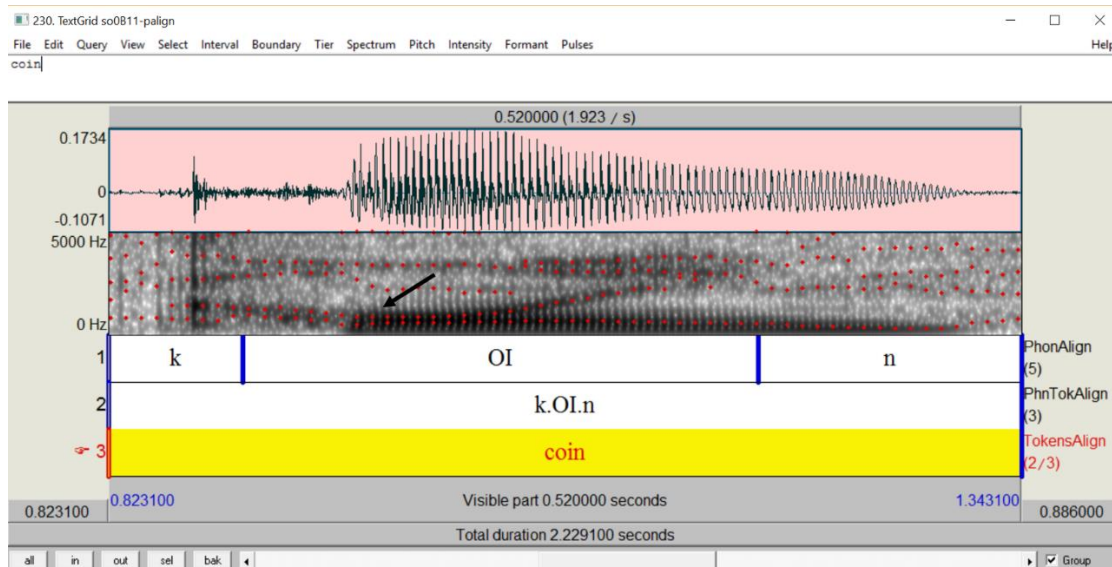 230. TextGrid so0B11-palign
File Edit Query View Select Interval Boundary Tier Spectrum Pitch Intensity Formant Pulses Help
coin
0.520000 (1.923 / s)
0.1734
0
-0.1071
5000 Hz
0 Hz
1 k OI n PhonAlign
(5)
2 k.OI.n PhnTokAlign
(3)
☞ 3 coin TokensAlign
(2/3)
0.823100 0.823100 Visible part 0.520000 seconds 1.343100 0.886000
Total duration 2.229100 seconds
all in out sel bak Group